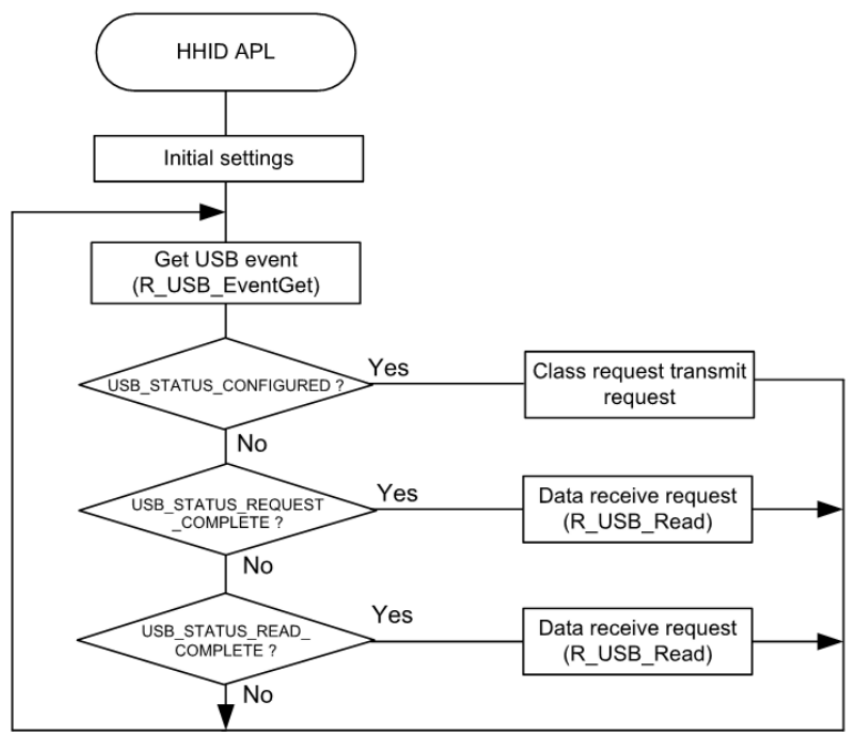 HHID APL
Initial settings
Get USB event
(R_USB_EventGet)
USB_STATUS_CONFIGURED ?
Yes
Class request transmit
request
No
USB_STATUS_REQUEST
_COMPLETE ?
Yes
Data receive request
(R_USB_Read)
No
USB_STATUS_READ_
COMPLETE ?
Yes
Data receive request
(R_USB_Read)
No